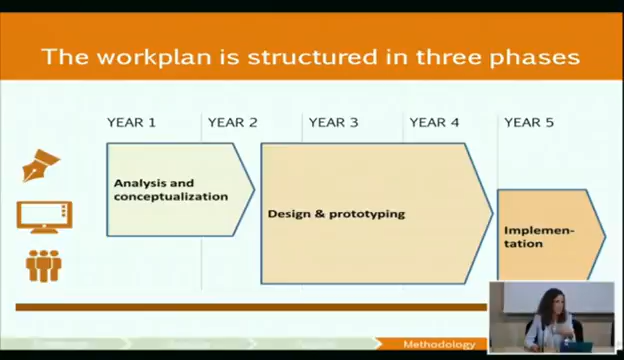 The workplan is structured in three phases
YEAR 1 YEAR 2 YEAR 3 YEAR 4 YEAR 5
Analysis and
conceptualization
Design & prototyping
Implemen-
tation
Methodology